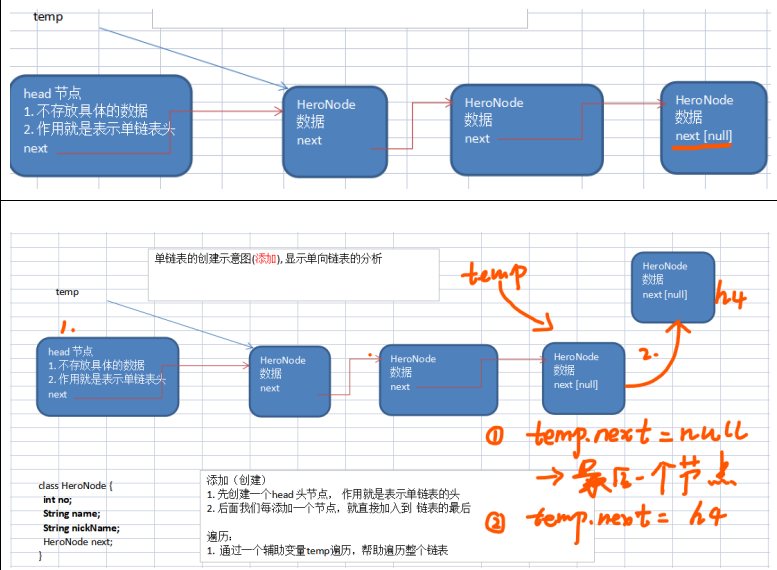 temp
head 节点
1. 不存放具体的数据
2. 作用就是表示单链表头
next
HeroNode
数据
next
HeroNode
数据
next
HeroNode
数据
next [null]
单链表的创建示意图(添加), 显示单向链表的分析
temp
temp
HeroNode
数据
next [null]
h4
1.
2.
head 节点
1. 不存放具体的数据
2. 作用就是表示单链表头
next
HeroNode
数据
next
HeroNode
数据
next
HeroNode
数据
next [null]
① temp.next = null
→ 最后一个节点
② temp.next = h4
class HeroNode {
int no;
String name;
String nickName;
HeroNode next;
}
添加（创建）
1. 先创建一个head 头节点， 作用就是表示单链表的头
2. 后面我们每添加一个节点，就直接加入到 链表的最后
遍历：
1. 通过一个辅助变量temp遍历，帮助遍历整个链表